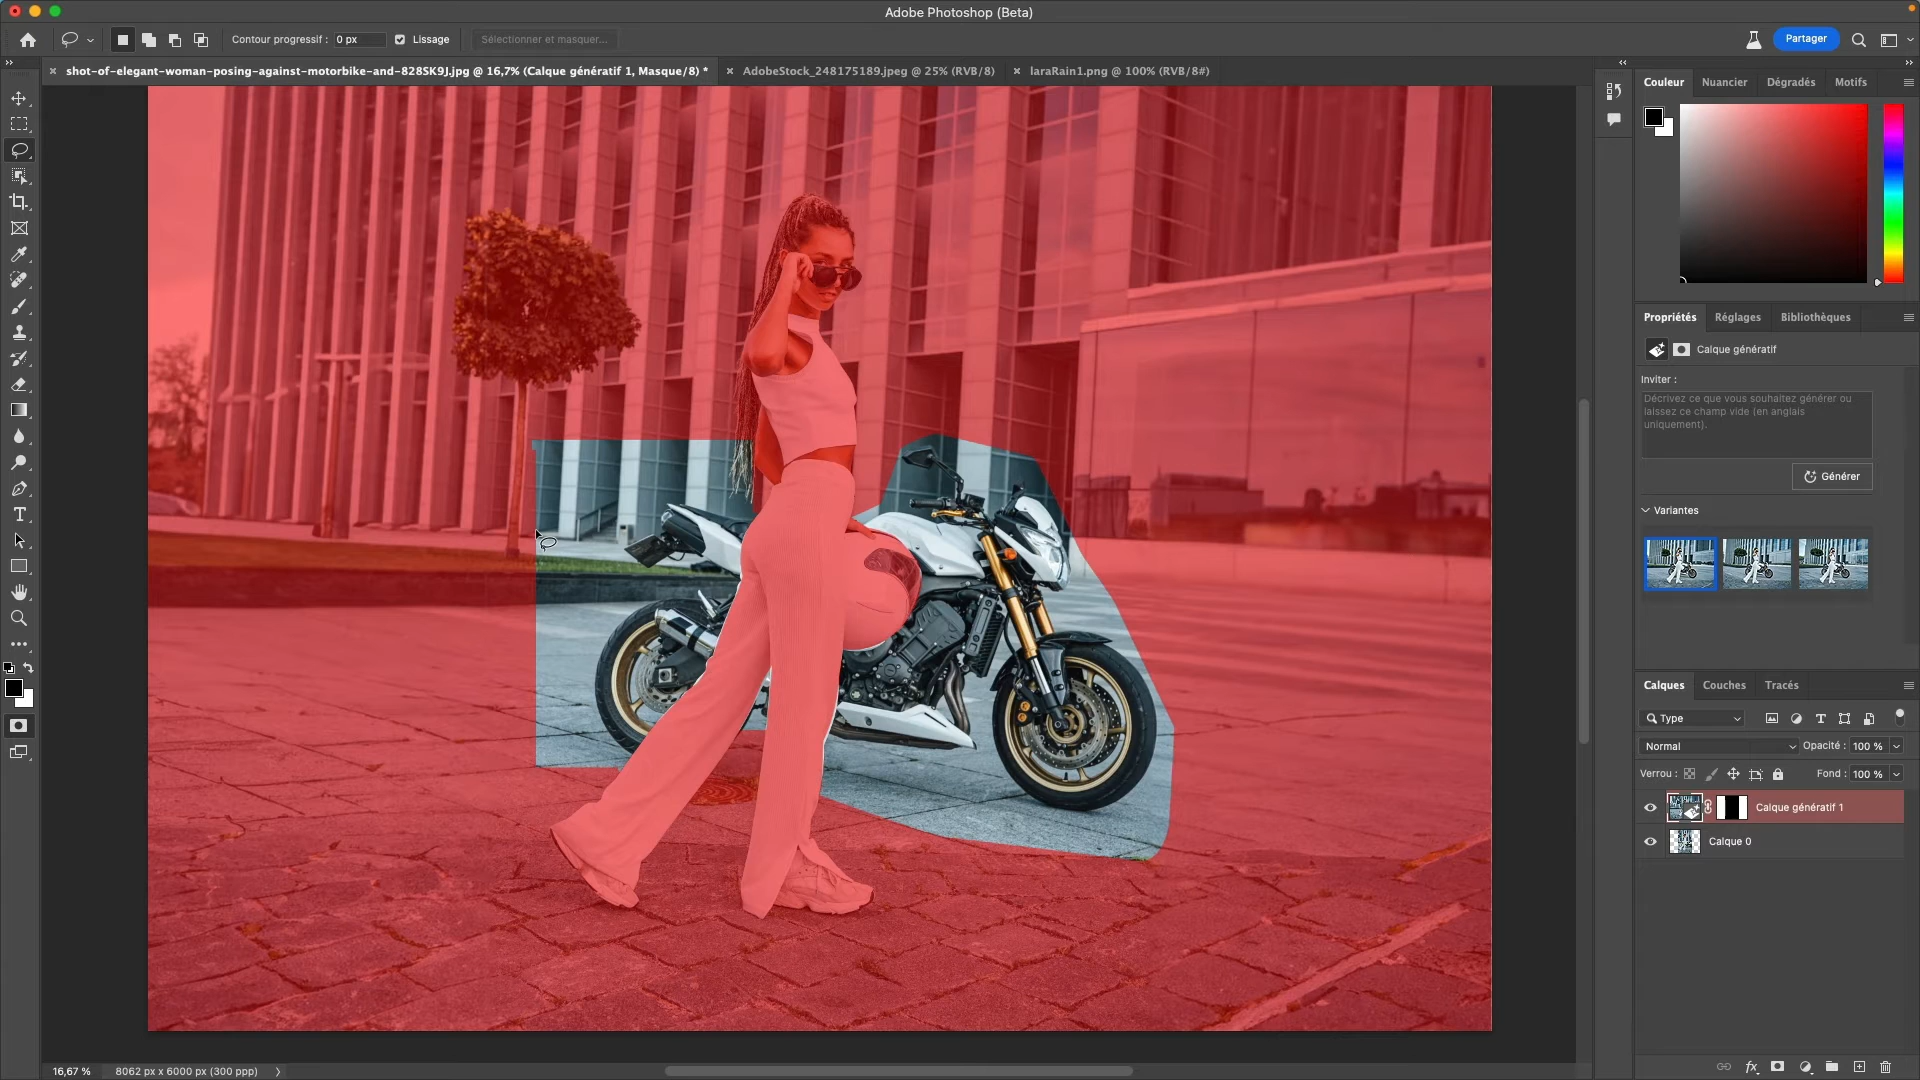 Adobe Photoshop (Beta)
Contour progressif : 0 px Lissage Sélectionner et masquer... Partager
shot-of-elegant-woman-posing-against-motorbike-and-828SK9J.jpg @ 16,7% (Calque génératif 1, Masque/8) * AdobeStock_248175189.jpeg @ 25% (RVB/8) laraRain1.png @ 100% (RVB/8#)
Couleur Nuancier Dégradés Motifs
Propriétés Réglages Bibliothèques
Calque génératif
Inviter :
Décrivez ce que vous souhaitez générer ou
laissez ce champ vide (en anglais
uniquement).
Générer
Variantes
Calques Couches Tracés
Type
Normal Opacité : 100 %
Verrou : Fond : 100 %
Calque génératif 1
Calque 0
16,67 % 8062 px x 6000 px (300 ppp)